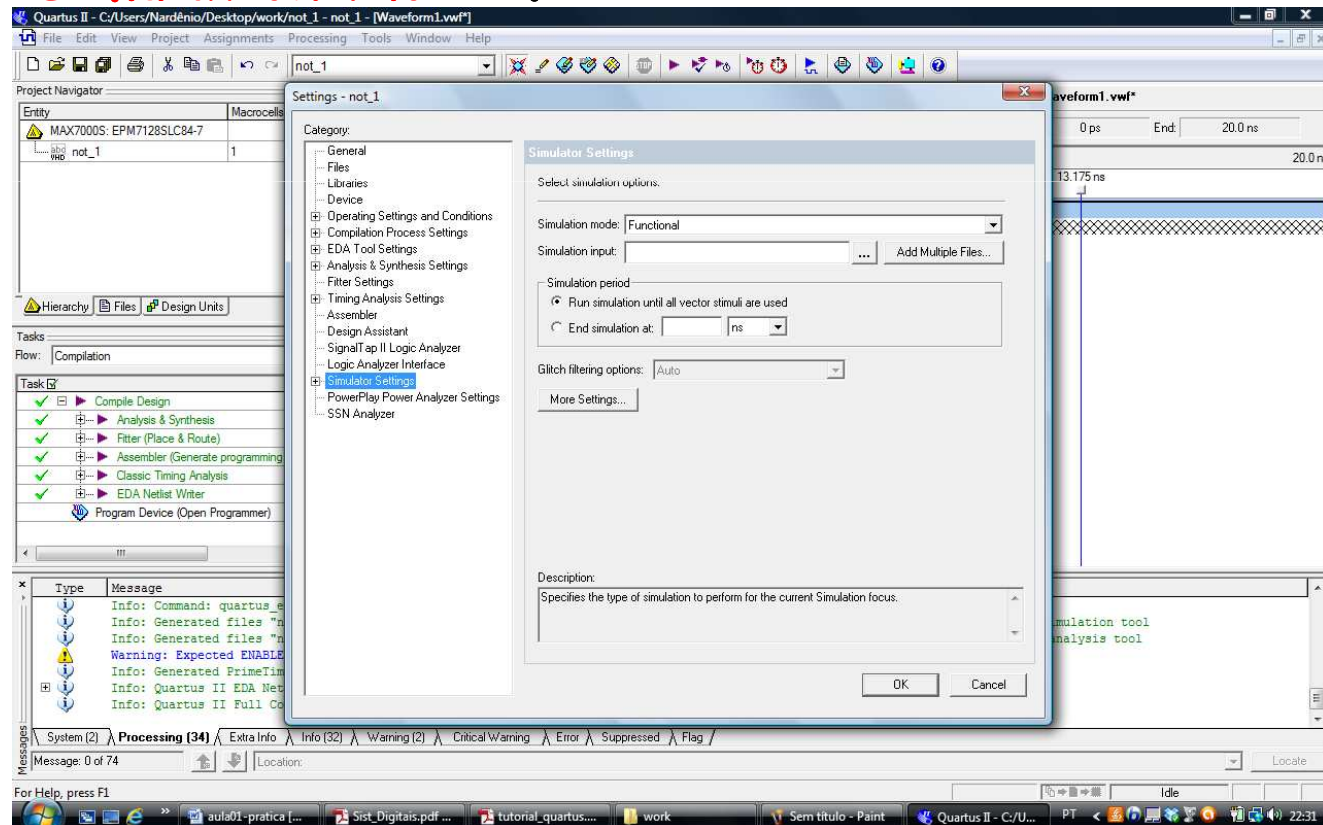 Quartus II - C:/Users/Nardênio/Desktop/work/not_1 - not_1 - [Waveform1.vwf*]
File Edit View Project Assignments Processing Tools Window Help
not_1
Project Navigator
Entity Macrocells
MAX7000S: EPM7128SLC84-7
not_1 1
Hierarchy Files Design Units
Tasks
Flow: Compilation
Task
Compile Design
Analysis & Synthesis
Fitter (Place & Route)
Assembler (Generate programming
Classic Timing Analysis
EDA Netlist Writer
Program Device (Open Programmer)
Settings - not_1
Category:
General
Files
Libraries
Device
Operating Settings and Conditions
Compilation Process Settings
EDA Tool Settings
Analysis & Synthesis Settings
Fitter Settings
Timing Analysis Settings
Assembler
Design Assistant
SignalTap II Logic Analyzer
Logic Analyzer Interface
Simulator Settings
PowerPlay Power Analyzer Settings
SSN Analyzer
Simulator Settings
Select simulation options.
Simulation mode: Functional
Simulation input: ... Add Multiple Files...
Simulation period
Run simulation until all vector stimuli are used
End simulation at: ns
Glitch filtering options: Auto
More Settings...
Description:
Specifies the type of simulation to perform for the current Simulation focus.
OK Cancel
aveform1.vwf*
0 ps End: 20.0 ns
20.0 n
13.175 ns
Type Message
Info: Command: quartus_e
Info: Generated files "n mulation tool
Info: Generated files "n nalysis tool
Warning: Expected ENABLE
Info: Generated PrimeTim
Info: Quartus II EDA Net
Info: Quartus II Full Co
System (2) Processing (34) Extra Info Info (32) Warning (2) Critical Warning Error Suppressed Flag
Messages
Message: 0 of 74 Location: Locate
For Help, press F1 Idle
aula01-pratica [... Sist_Digitais.pdf ... tutorial_quartus.... work Sem título - Paint Quartus II - C:/U... PT 22:31